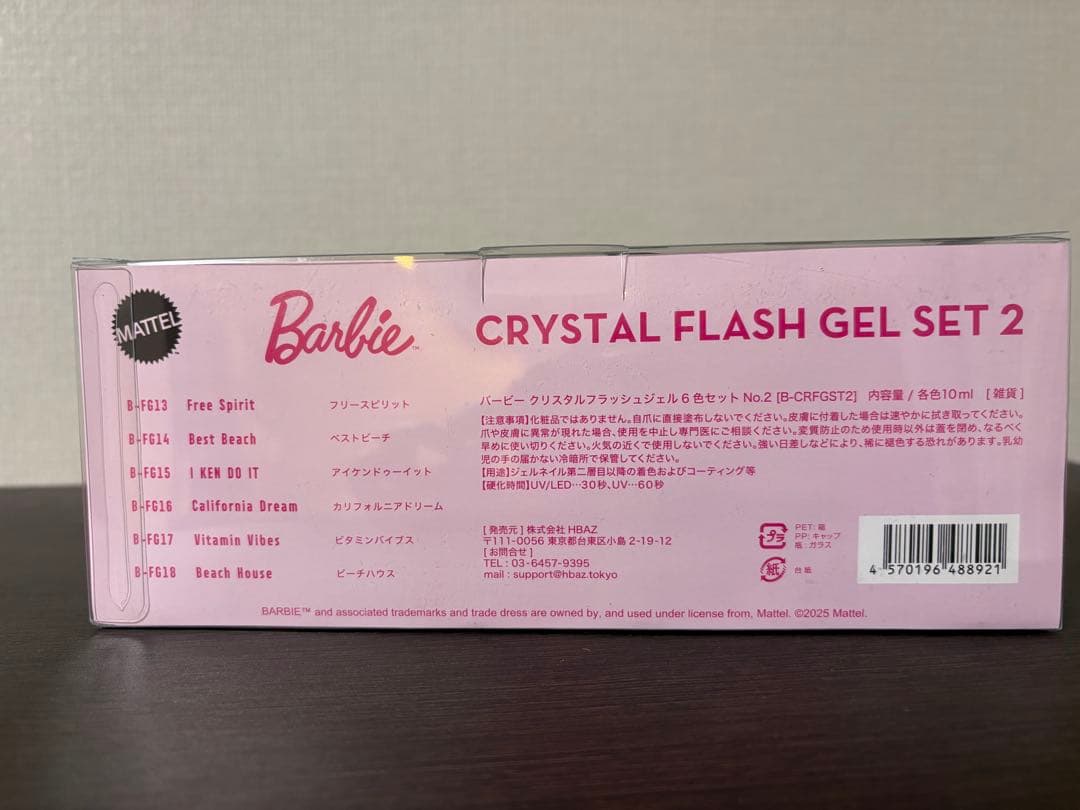 MATTEL
Barbie™
CRYSTAL FLASH GEL SET 2
B-FG13 Free Spirit フリースピリット
B-FG14 Best Beach ベストビーチ
B-FG15 I KEN DO IT アイケンドゥーイット
B-FG16 California Dream カリフォルニアドリーム
B-FG17 Vitamin Vibes ビタミンバイブス
B-FG18 Beach House ビーチハウス
バービー クリスタルフラッシュジェル6色セット No.2 [B-CRFGST2] 内容量/各色10ml [雑貨]
【注意事項】化粧品ではありません。自爪に直接塗布しないでください。皮膚に付着した場合は速やかに拭き取ってください。
爪や皮膚に異常が現れた場合、使用を中止し専門医にご相談ください。変質防止のため使用時以外は蓋を閉め、なるべく
早めに使い切りください。火気の近くで使用しないでください。強い日差しなどにより、稀に褪色する恐れがあります。乳幼
児の手の届かない冷暗所で保管してください。
【用途】ジェルネイル第二層目以降の着色およびコーティング等
【硬化時間】UV/LED…30秒、UV…60秒
[発売元] 株式会社 HBAZ
〒111-0056 東京都台東区小島 2-19-12
[お問合せ]
TEL : 03-6457-9395
mail : support@hbaz.tokyo
プラ
PET: 箱
PP: キャップ
瓶: ガラス
紙
台紙
4 570196 488921
BARBIE™ and associated trademarks and trade dress are owned by, and used under license from, Mattel. ©2025 Mattel.